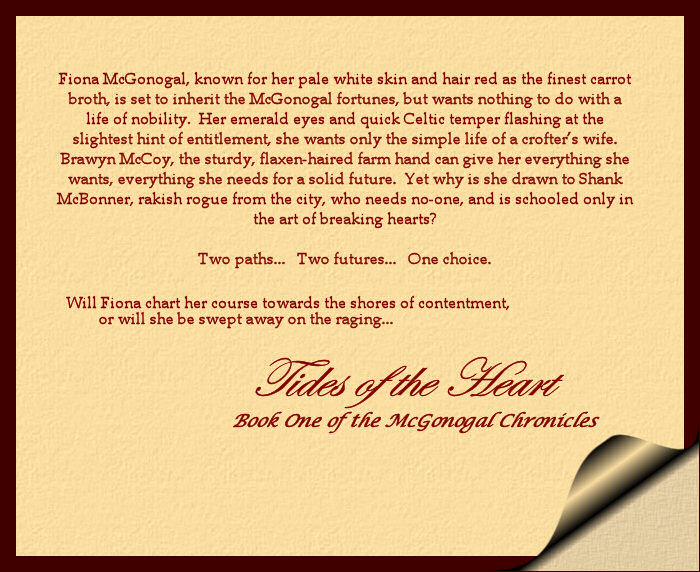 Fiona McGonogal, known for her pale white skin and hair red as the finest carrot
broth, is set to inherit the McGonogal fortunes, but wants nothing to do with a
life of nobility.  Her emerald eyes and quick Celtic temper flashing at the
slightest hint of entitlement, she wants only the simple life of a crofter's wife.
Brawyn McCoy, the sturdy, flaxen-haired farm hand can give her everything she
wants, everything she needs for a solid future.  Yet why is she drawn to Shank
McBonner, rakish rogue from the city, who needs no-one, and is schooled only in
the art of breaking hearts?
Two paths...  Two futures...  One choice.
Will Fiona chart her course towards the shores of contentment,
or will she be swept away on the raging...
Tides of the Heart
Book One of the McGonogal Chronicles